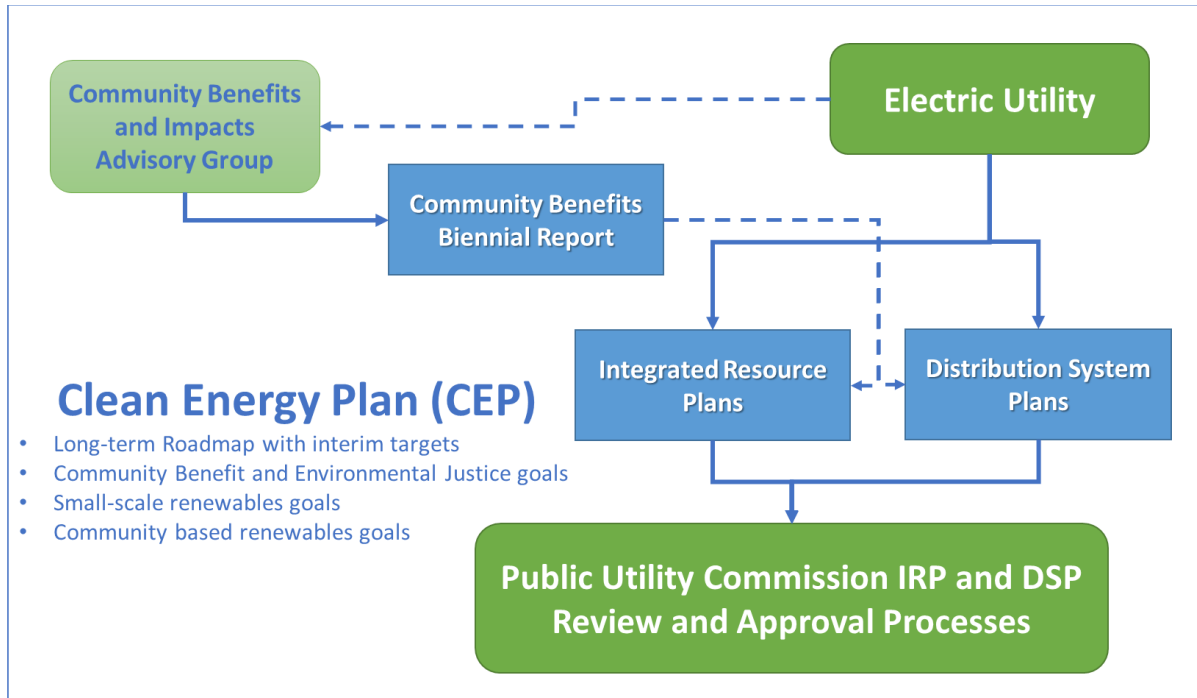 Community Benefits
and Impacts
Advisory Group
Electric Utility
Community Benefits
Biennial Report
Integrated Resource
Plans
Distribution System
Plans
Clean Energy Plan (CEP)
• Long-term Roadmap with interim targets
• Community Benefit and Environmental Justice goals
• Small-scale renewables goals
• Community based renewables goals
Public Utility Commission IRP and DSP
Review and Approval Processes